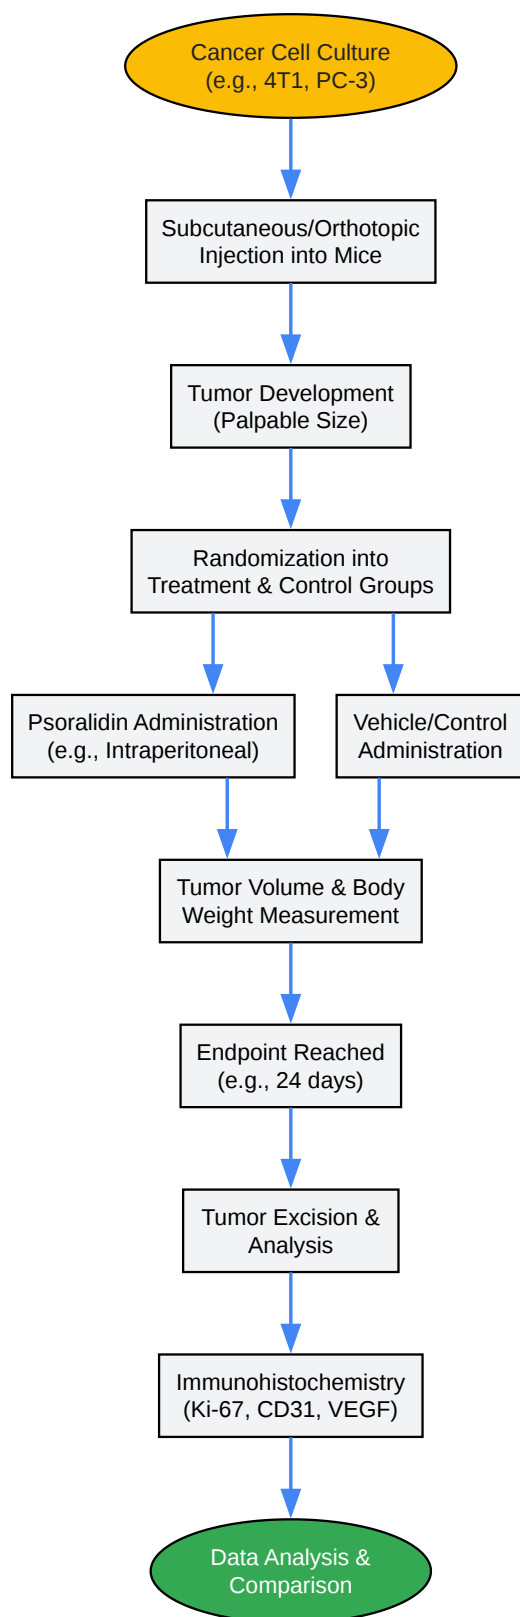 Cancer Cell Culture
(e.g., 4T1, PC-3)
Subcutaneous/Orthotopic
Injection into Mice
Tumor Development
(Palpable Size)
Randomization into
Treatment & Control Groups
Psoralidin Administration
(e.g., Intraperitoneal)
Vehicle/Control
Administration
Tumor Volume & Body
Weight Measurement
Endpoint Reached
(e.g., 24 days)
Tumor Excision &
Analysis
Immunohistochemistry
(Ki-67, CD31, VEGF)
Data Analysis &
Comparison